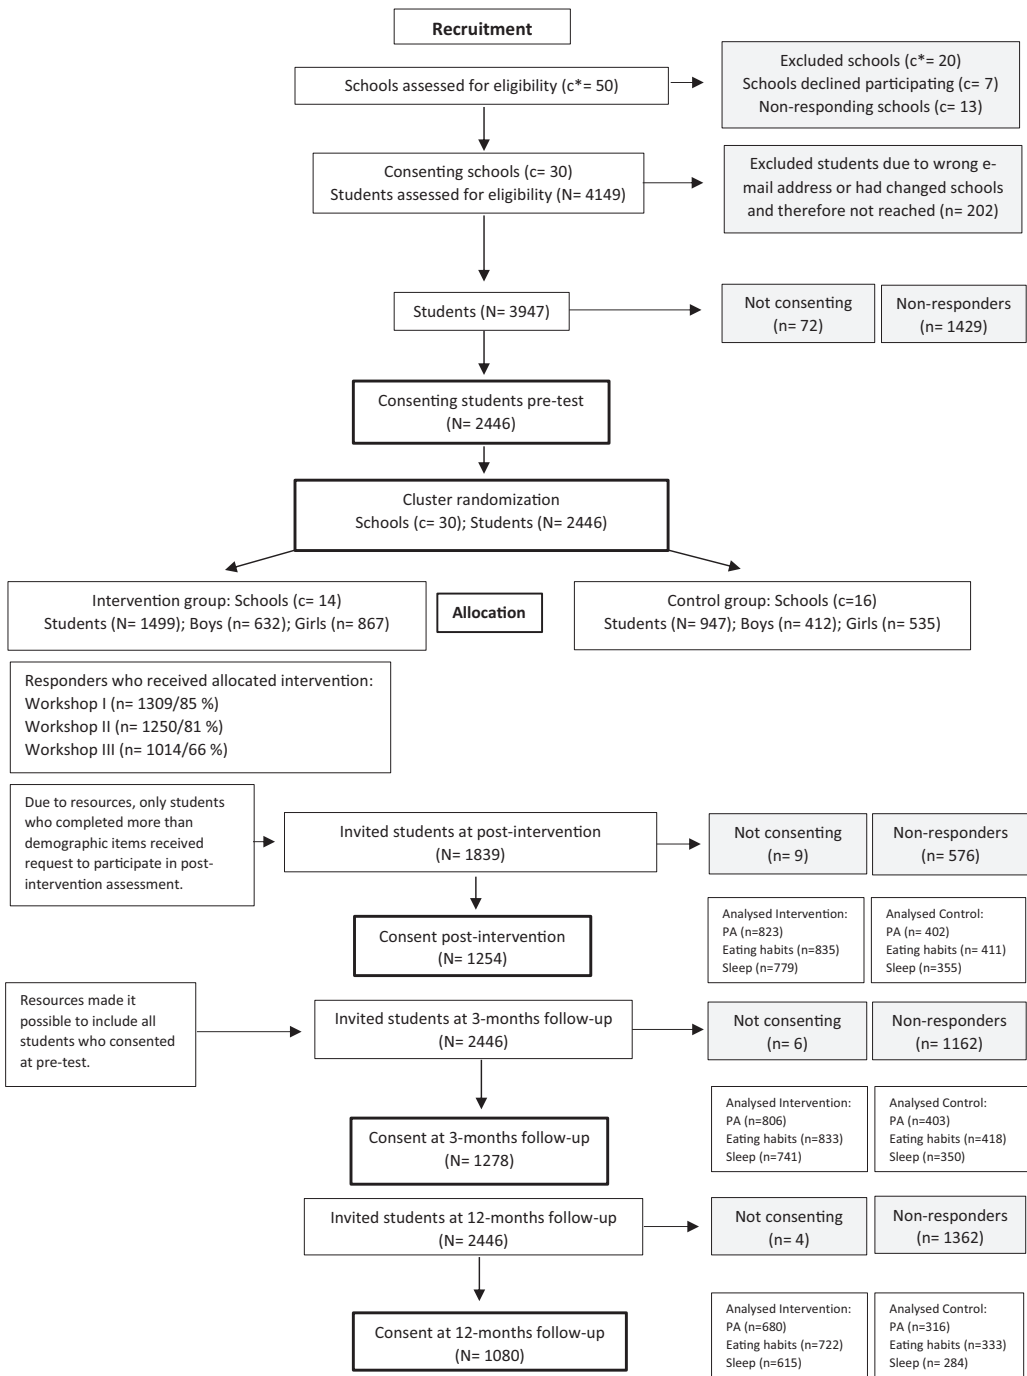 Recruitment
Schools assessed for eligibility (c*= 50)
Excluded schools (c*= 20)
Schools declined participating (c= 7)
Non-responding schools (c= 13)
Consenting schools (c= 30)
Students assessed for eligibility (N= 4149)
Excluded students due to wrong e-
mail address or had changed schools
and therefore not reached (n= 202)
Students (N= 3947)
Not consenting
(n= 72)
Non-responders
(n= 1429)
Consenting students pre-test
(N= 2446)
Cluster randomization
Schools (c= 30); Students (N= 2446)
Intervention group: Schools (c= 14)
Students (N= 1499); Boys (n= 632); Girls (n= 867)
Allocation
Control group: Schools (c=16)
Students (N= 947); Boys (n= 412); Girls (n= 535)
Responders who received allocated intervention:
Workshop I (n= 1309/85 %)
Workshop II (n= 1250/81 %)
Workshop III (n= 1014/66 %)
Due to resources, only students
who completed more than
demographic items received
request to participate in post-
intervention assessment.
Invited students at post-intervention
(N= 1839)
Not consenting
(n= 9)
Non-responders
(n= 576)
Consent post-intervention
(N= 1254)
Analysed Intervention:
PA (n=823)
Eating habits (n=835)
Sleep (n=779)
Analysed Control:
PA (n= 402)
Eating habits (n= 411)
Sleep (n=355)
Resources made it
possible to include all
students who consented
at pre-test.
Invited students at 3-months follow-up
(N= 2446)
Not consenting
(n= 6)
Non-responders
(n= 1162)
Consent at 3-months follow-up
(N= 1278)
Analysed Intervention:
PA (n=806)
Eating habits (n=833)
Sleep (n=741)
Analysed Control:
PA (n=403)
Eating habits (n=418)
Sleep (n=350)
Invited students at 12-months follow-up
(N= 2446)
Not consenting
(n= 4)
Non-responders
(n= 1362)
Consent at 12-months follow-up
(N= 1080)
Analysed Intervention:
PA (n=680)
Eating habits (n=722)
Sleep (n=615)
Analysed Control:
PA (n=316)
Eating habits (n=333)
Sleep (n= 284)